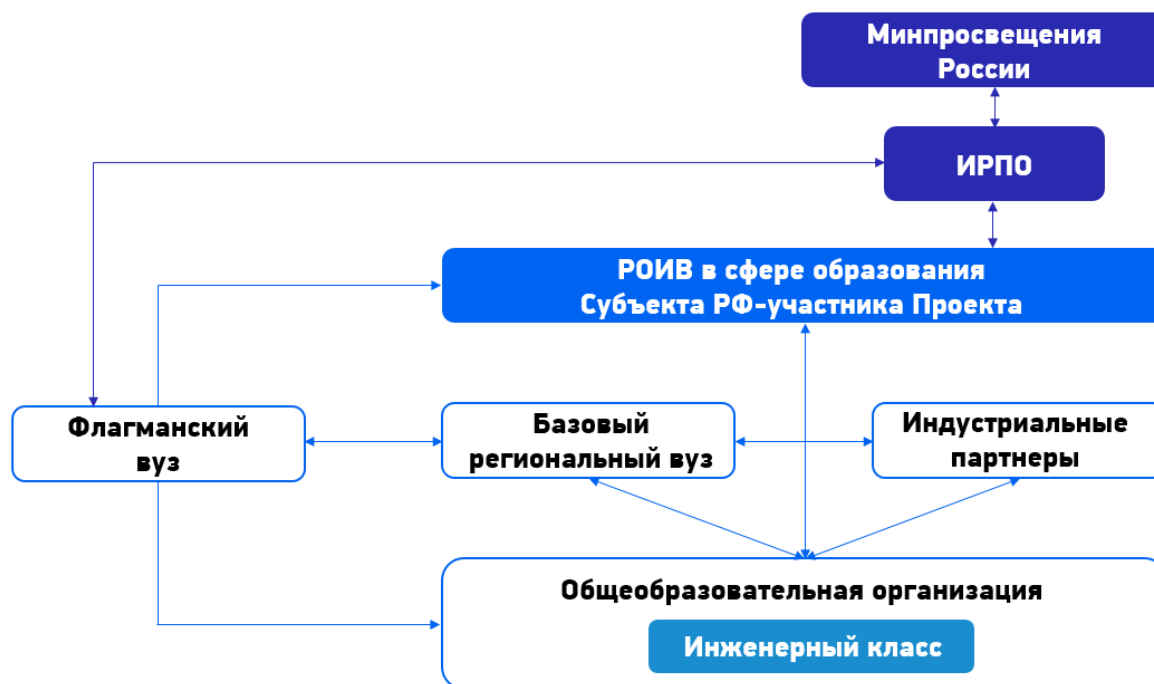 Минпросвещения
России
ИРПО
РОИВ в сфере образования
Субъекта РФ-участника Проекта
Флагманский
вуз
Базовый
региональный вуз
Индустриальные
партнеры
Общеобразовательная организация
Инженерный класс